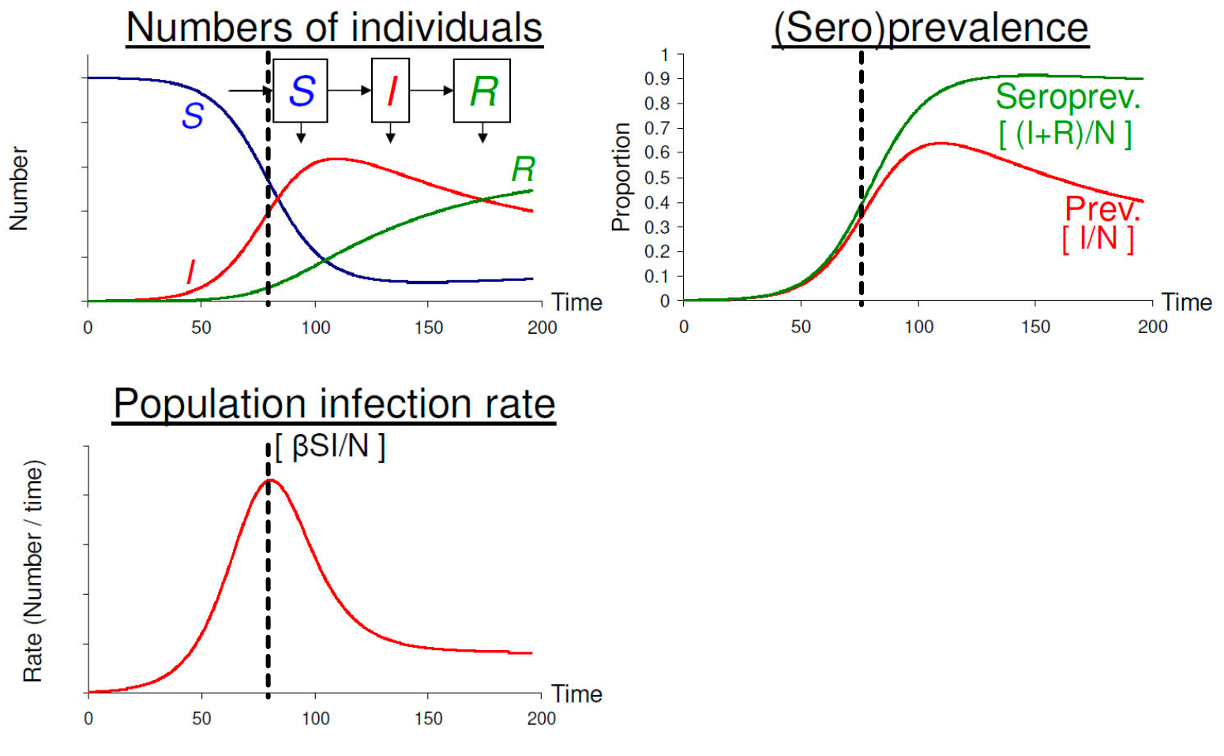 Numbers of individuals
S
S
I
R
R
I
Number
Time
0
50
100
150
200
(Sero)prevalence
1
0.9
0.8
0.7
0.6
0.5
0.4
0.3
0.2
0.1
0
Proportion
Seroprev.
[ (I+R)/N ]
Prev.
[ I/N ]
Time
0
50
100
150
200
Population infection rate
[ βSI/N ]
Rate (Number / time)
Time
0
50
100
150
200